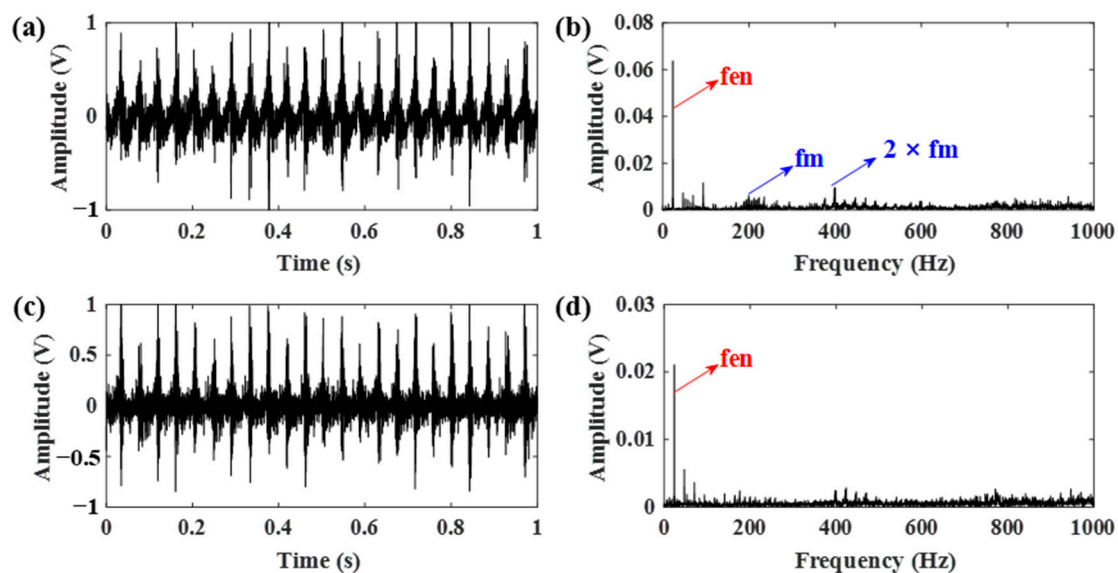 (a)
Amplitude (V)
1
0
−1
0 0.2 0.4 0.6 0.8 1
Time (s)
(b)
Amplitude (V)
0.08
0.06
0.04
0.02
0
fen
fm
2 × fm
0 200 400 600 800 1000
Frequency (Hz)
(c)
Amplitude (V)
1
0.5
0
−0.5
−1
0 0.2 0.4 0.6 0.8 1
Time (s)
(d)
Amplitude (V)
0.03
0.02
0.01
0
fen
0 200 400 600 800 1000
Frequency (Hz)